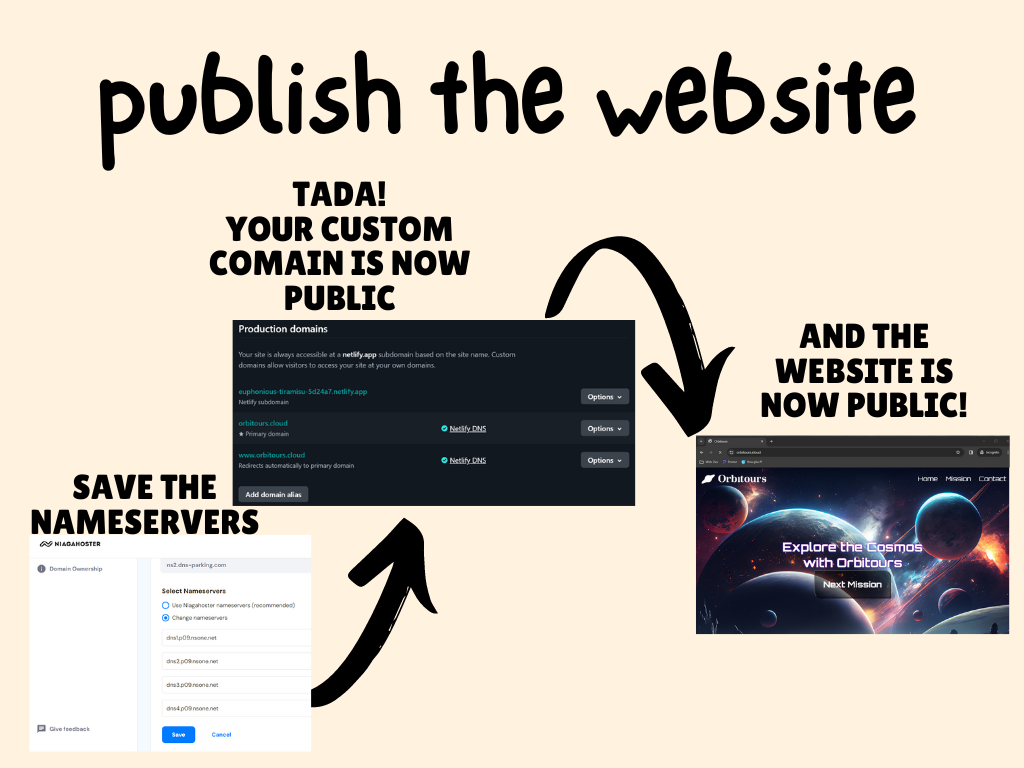 publish the website
TADA!
YOUR CUSTOM
COMAIN IS NOW
PUBLIC
Production domains
Your site is always accessible at a netlify.app subdomain based on the site name. Custom
domains allow visitors to access your site at your own domains.
euphonious-tiramisu-5d24a7.netlify.app
Netlify subdomain
Options
orbitours.cloud
★ Primary domain
Netlify DNS
Options
www.orbitours.cloud
Redirects automatically to primary domain
Netlify DNS
Options
Add domain alias
AND THE
WEBSITE IS
NOW PUBLIC!
Orbitours
orbitours.cloud
Incognito
Orbitours
Home Mission Contact
Explore the Cosmos
with Orbitours
Next Mission
SAVE THE
NAMESERVERS
NIAGAHOSTER
Domain Ownership
ns2.dns-parking.com
Select Nameservers
Use Niagahoster nameservers (recommended)
Change nameservers
dns1.p09.nsone.net
dns2.p09.nsone.net
dns3.p09.nsone.net
dns4.p09.nsone.net
Give feedback
Save
Cancel